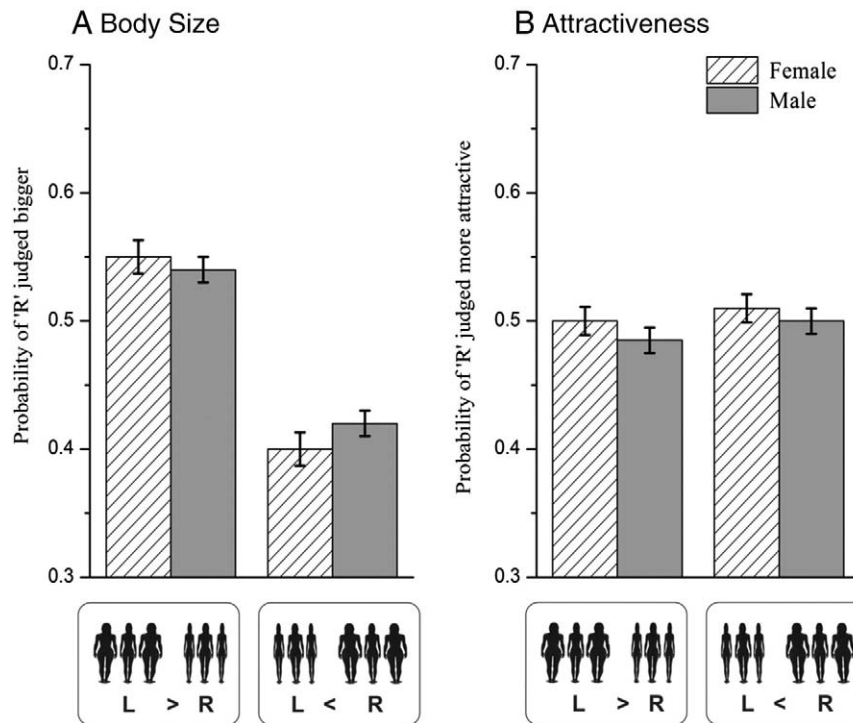 A Body Size
Probability of 'R' judged bigger
0.7
0.6
0.5
0.4
0.3
L > R
L < R
B Attractiveness
Female
Male
Probability of 'R' judged more attractive
0.7
0.6
0.5
0.4
0.3
L > R
L < R